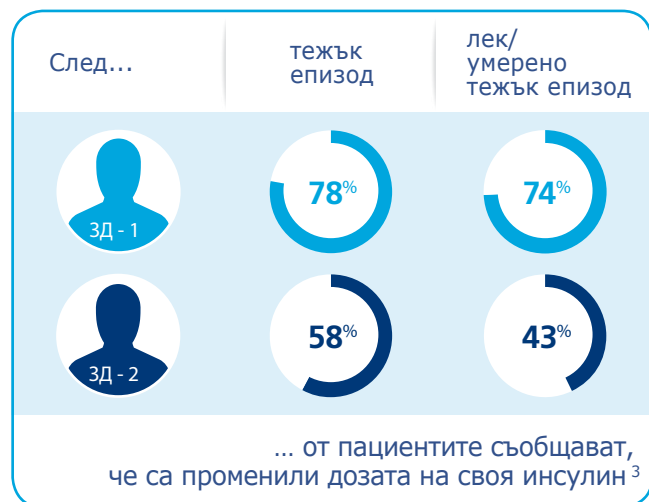 След...
тежък
епизод
лек/
умерено
тежък епизод
ЗД - 1
78%
74%
ЗД - 2
58%
43%
... от пациентите съобщават,
че са променили дозата на своя инсулин 3